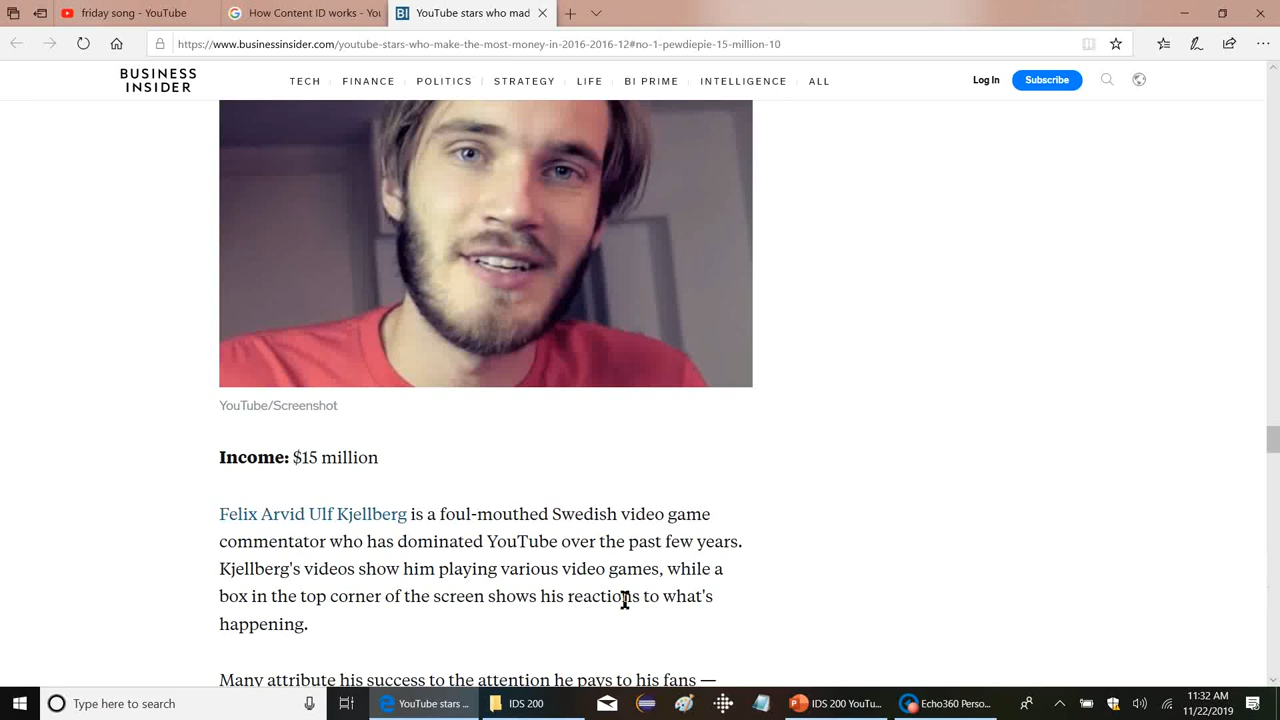 friday song - YouTube
How Content ID works - You
BI YouTube stars who mad
https://www.businessinsider.com/youtube-stars-who-make-the-most-money-in-2016-2016-12#no-1-pewdiepie-15-million-10
BUSINESS
INSIDER
TECH FINANCE POLITICS STRATEGY LIFE BI PRIME INTELLIGENCE ALL
Log In Subscribe
YouTube/Screenshot
Income: $15 million
Felix Arvid Ulf Kjellberg is a foul-mouthed Swedish video game
commentator who has dominated YouTube over the past few years.
Kjellberg's videos show him playing various video games, while a
box in the top corner of the screen shows his reactions to what's
happening.
Many attribute his success to the attention he pays to his fans —
Type here to search
YouTube stars ...
IDS 200
IDS 200 YouTu...
Echo360 Perso...
11:32 AM
11/22/2019